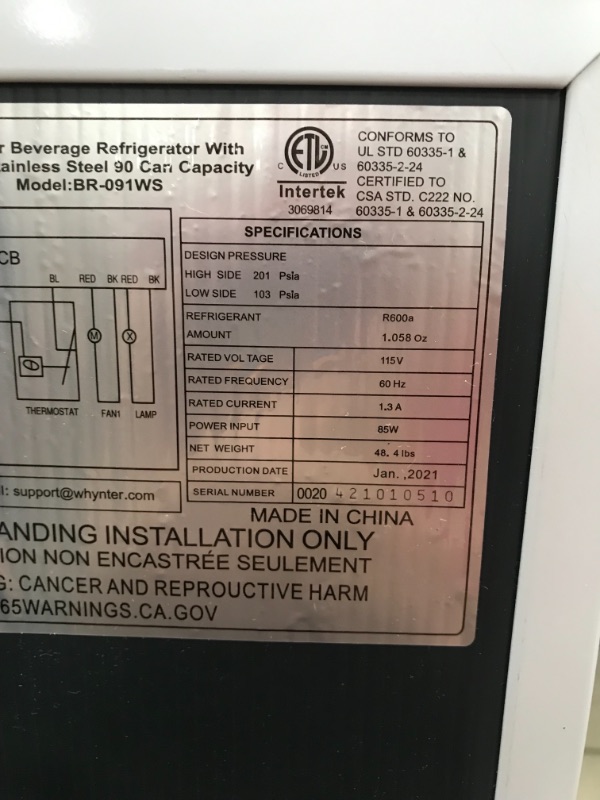 r Beverage Refrigerator With
ainless Steel 90 Can Capacity
Model:BR-091WS
C ETL CM LISTED US
Intertek
3069814
CONFORMS TO
UL STD 60335-1 &
60335-2-24
CERTIFIED TO
CSA STD. C222 NO.
60335-1 & 60335-2-24
CB
BL RED BK RED BK
M X
THERMOSTAT FAN1 LAMP
SPECIFICATIONS
DESIGN PRESSURE
HIGH SIDE 201 Psia
LOW SIDE 103 Psia
REFRIGERANT R600a
AMOUNT 1.058 Oz
RATED VOLTAGE 115V
RATED FREQUENCY 60 Hz
RATED CURRENT 1.3 A
POWER INPUT 85W
NET WEIGHT 48. 4 lbs
PRODUCTION DATE Jan. ,2021
SERIAL NUMBER 0020 421010510
l: support@whynter.com
MADE IN CHINA
ANDING INSTALLATION ONLY
ION NON ENCASTRÉE SEULEMENT
G: CANCER AND REPROUCTIVE HARM
65WARNINGS.CA.GOV